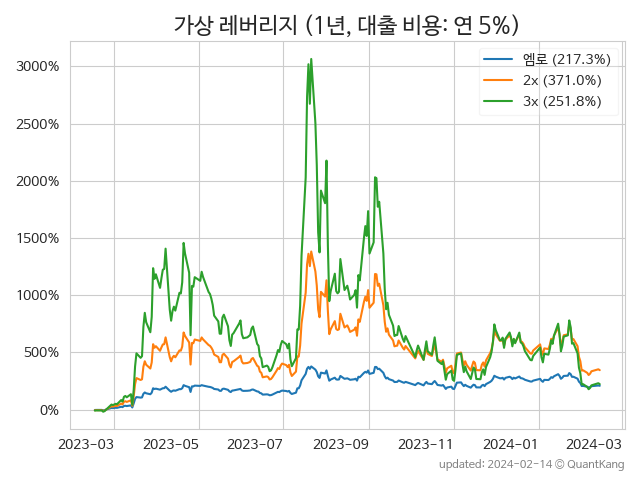 가상 레버리지 (1년, 대출 비용: 연 5%)
엠로 (217.3%)
2x (371.0%)
3x (251.8%)
3000%
2500%
2000%
1500%
1000%
500%
0%
2023-03 2023-05 2023-07 2023-09 2023-11 2024-01 2024-03
updated: 2024-02-14 © QuantKang